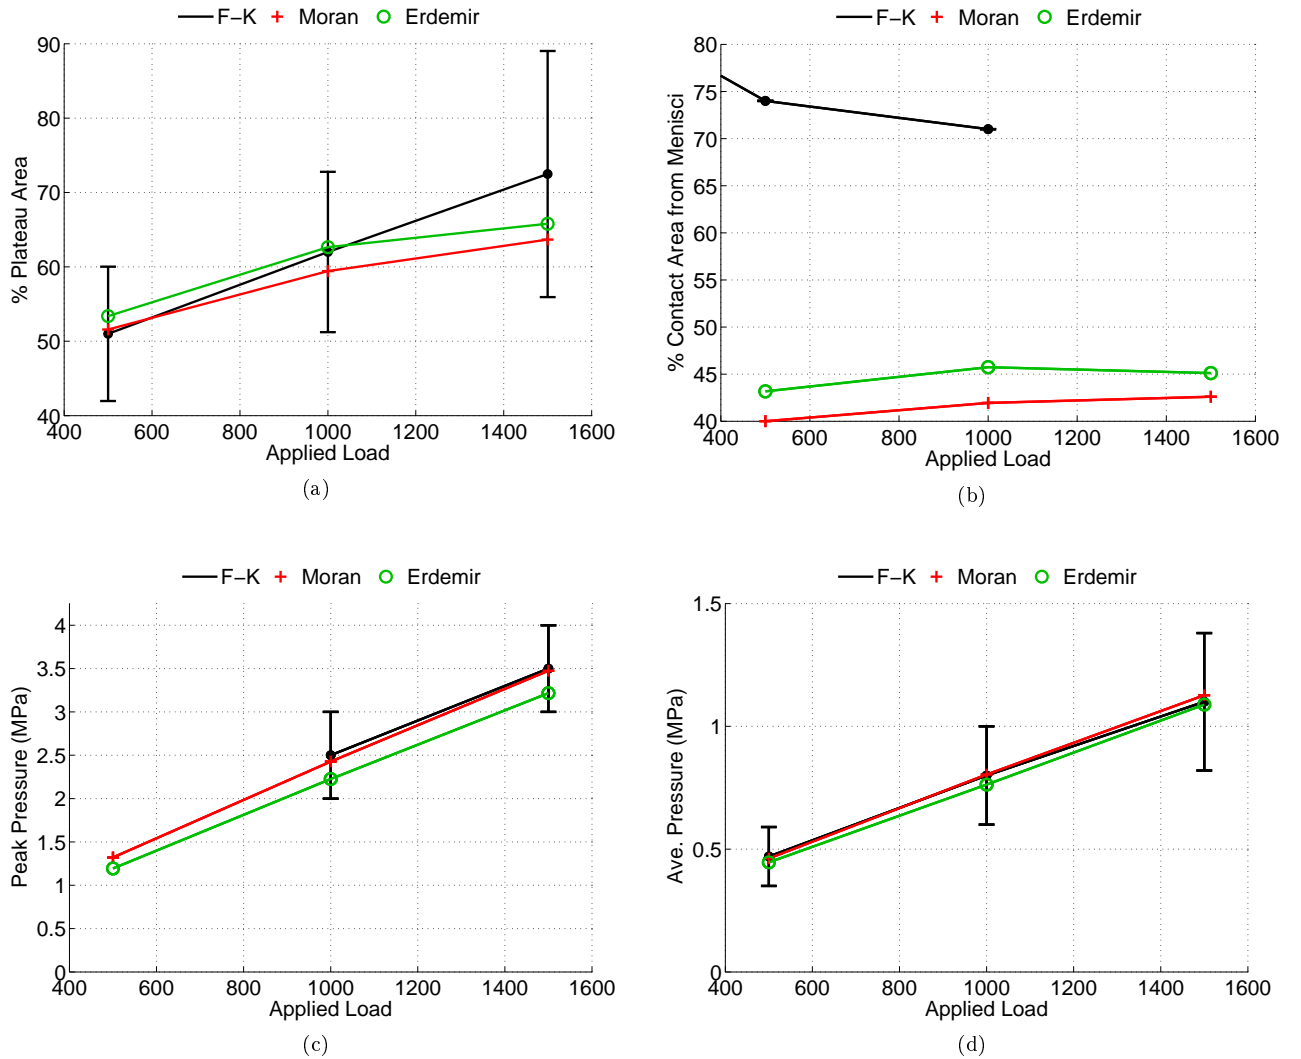 F−K Moran Erdemir
90
80
70
60
50
40
% Plateau Area
400 600 800 1000 1200 1400 1600
Applied Load
(a)
F−K Moran Erdemir
80
75
70
65
60
55
50
45
40
% Contact Area from Menisci
400 600 800 1000 1200 1400 1600
Applied Load
(b)
F−K Moran Erdemir
4
3.5
3
2.5
2
1.5
1
0.5
0
Peak Pressure (MPa)
400 600 800 1000 1200 1400 1600
Applied Load
(c)
F−K Moran Erdemir
1.5
1
0.5
0
Ave. Pressure (MPa)
400 600 800 1000 1200 1400 1600
Applied Load
(d)